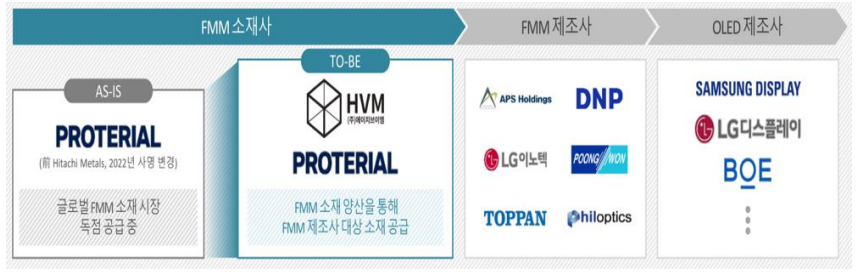 FMM 소재사
FMM 제조사
OLED 제조사
AS-IS
PROTERIAL
(前 Hitachi Metals, 2022년 사명 변경)
글로벌 FMM 소재 시장
독점 공급 중
TO-BE
HVM
(주)에이치브이엠
PROTERIAL
FMM 소재 양산을 통해
FMM 제조사 대상 소재 공급
APS Holdings
DNP
LG이노텍
POONG WON
TOPPAN
Philoptics
SAMSUNG DISPLAY
LG디스플레이
BOE